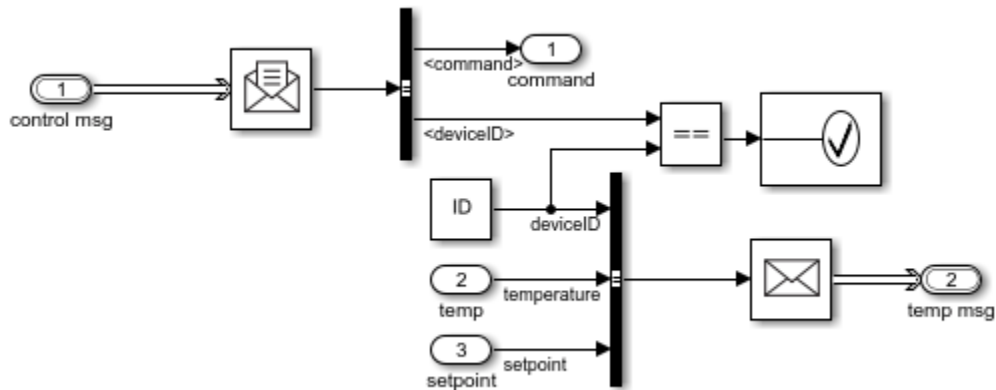 1
control msg
<command>
1
command
<deviceID>
==
ID
deviceID
2
temp
temperature
3
setpoint
setpoint
2
temp msg